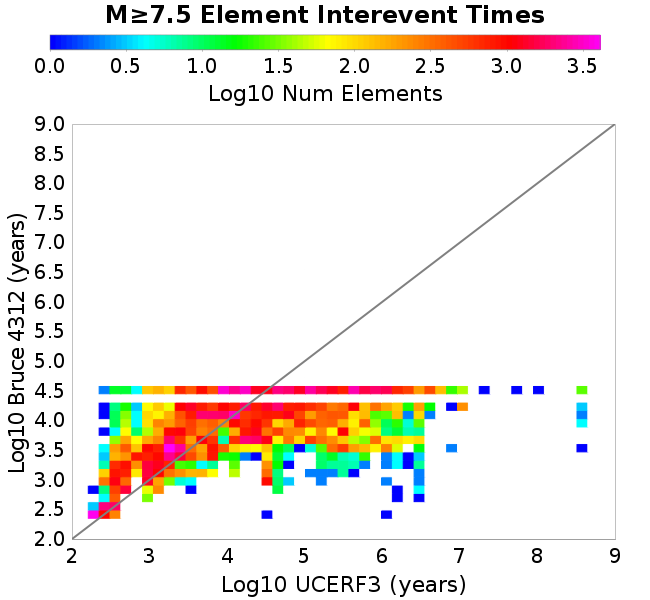 M≥7.5 Element Interevent Times
0.0 0.5 1.0 1.5 2.0 2.5 3.0 3.5
Log10 Num Elements
9.0
8.5
8.0
7.5
7.0
6.5
6.0
5.5
5.0
4.5
4.0
3.5
3.0
2.5
2.0
Log10 Bruce 4312 (years)
2 3 4 5 6 7 8 9
Log10 UCERF3 (years)